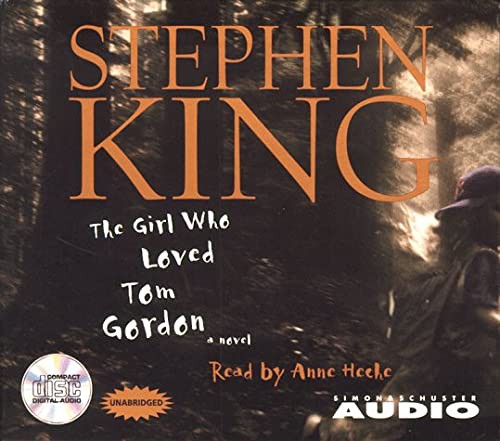 STEPHEN
KING
The Girl Who
Loved
Tom
Gordon
a novel
Read by Anne Heche
COMPACT
disc
DIGITAL AUDIO
UNABRIDGED
SIMON&SCHUSTER
AUDIO